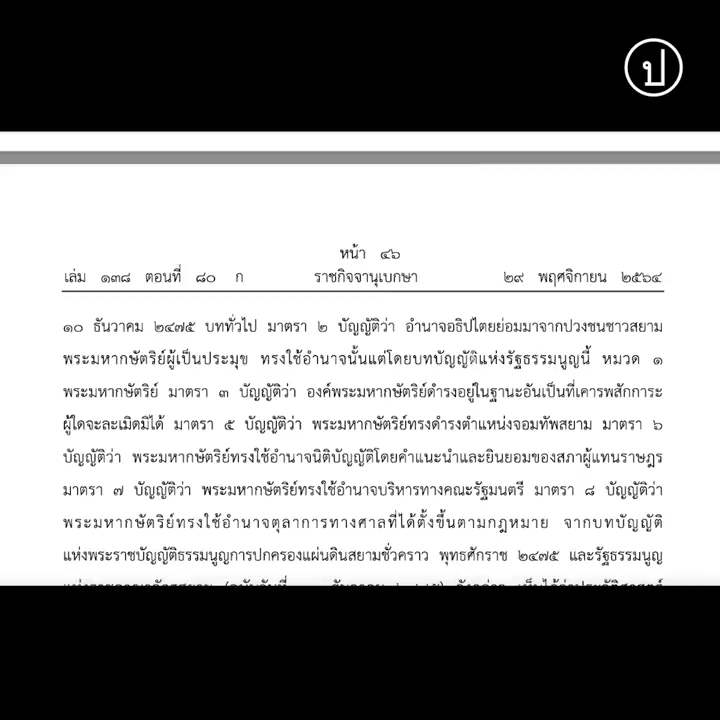 ป
หน้า ๔๖
เล่ม ๑๓๘ ตอนที่ ๘๐ ก ราชกิจจานุเบกษา ๒๙ พฤศจิกายน ๒๕๖๔
๑๐ ธันวาคม ๒๔๗๕ บททั่วไป มาตรา ๒ บัญญัติว่า อำนาจอธิปไตยย่อมมาจากปวงชนชาวสยาม
พระมหากษัตริย์ผู้เป็นประมุข ทรงใช้อำนาจนั้นแต่โดยบทบัญญัติแห่งรัฐธรรมนูญนี้ หมวด ๑
พระมหากษัตริย์ มาตรา ๓ บัญญัติว่า องค์พระมหากษัตริย์ดำรงอยู่ในฐานะอันเป็นที่เคารพสักการะ
ผู้ใดจะละเมิดมิได้ มาตรา ๕ บัญญัติว่า พระมหากษัตริย์ทรงดำรงตำแหน่งจอมทัพสยาม มาตรา ๖
บัญญัติว่า พระมหากษัตริย์ทรงใช้อำนาจนิติบัญญัติโดยคำแนะนำและยินยอมของสภาผู้แทนราษฎร
มาตรา ๗ บัญญัติว่า พระมหากษัตริย์ทรงใช้อำนาจบริหารทางคณะรัฐมนตรี มาตรา ๘ บัญญัติว่า
พระมหากษัตริย์ทรงใช้อำนาจตุลาการทางศาลที่ได้ตั้งขึ้นตามกฎหมาย จากบทบัญญัติ
แห่งพระราชบัญญัติธรรมนูญการปกครองแผ่นดินสยามชั่วคราว พุทธศักราช ๒๔๗๕ และรัฐธรรมนูญ